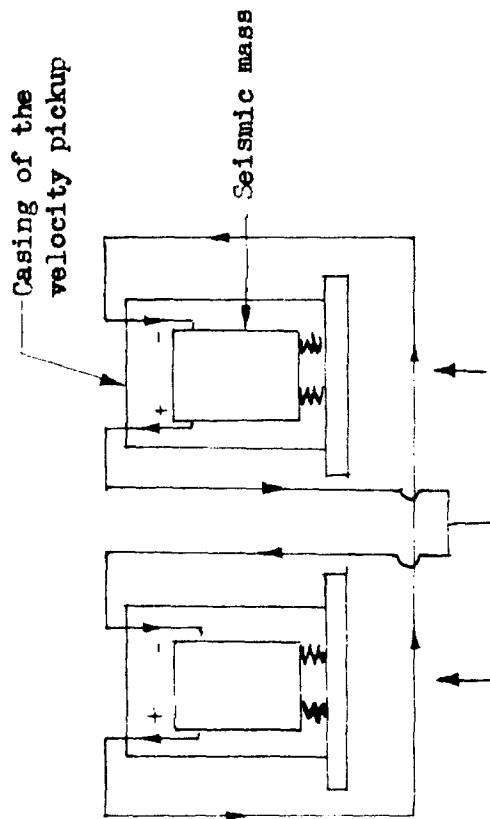 Casing of the
velocity pickup
Seismic mass
- +
- +